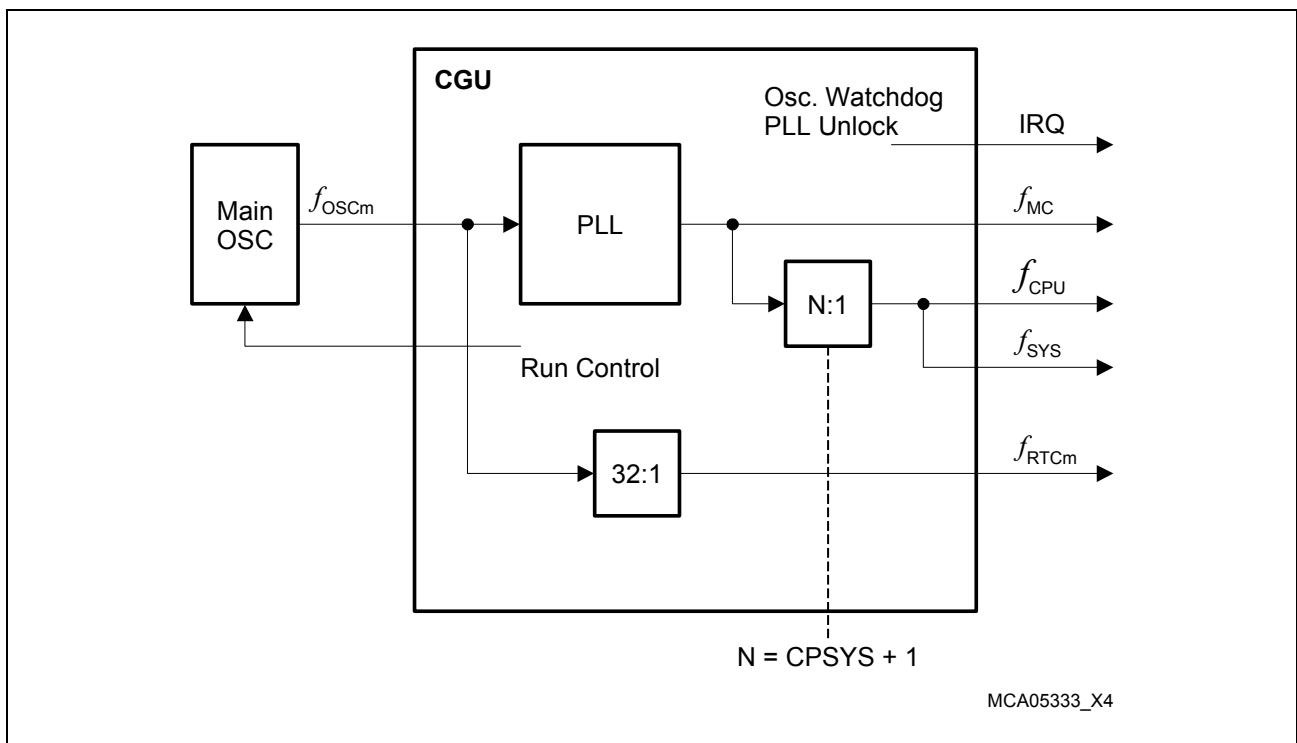 CGU
Osc. Watchdog
PLL Unlock
IRQ
Main
OSC
fOSCm
PLL
fMC
N:1
fCPU
fSYS
Run Control
32:1
fRTCm
N = CPSYS + 1
MCA05333_X4